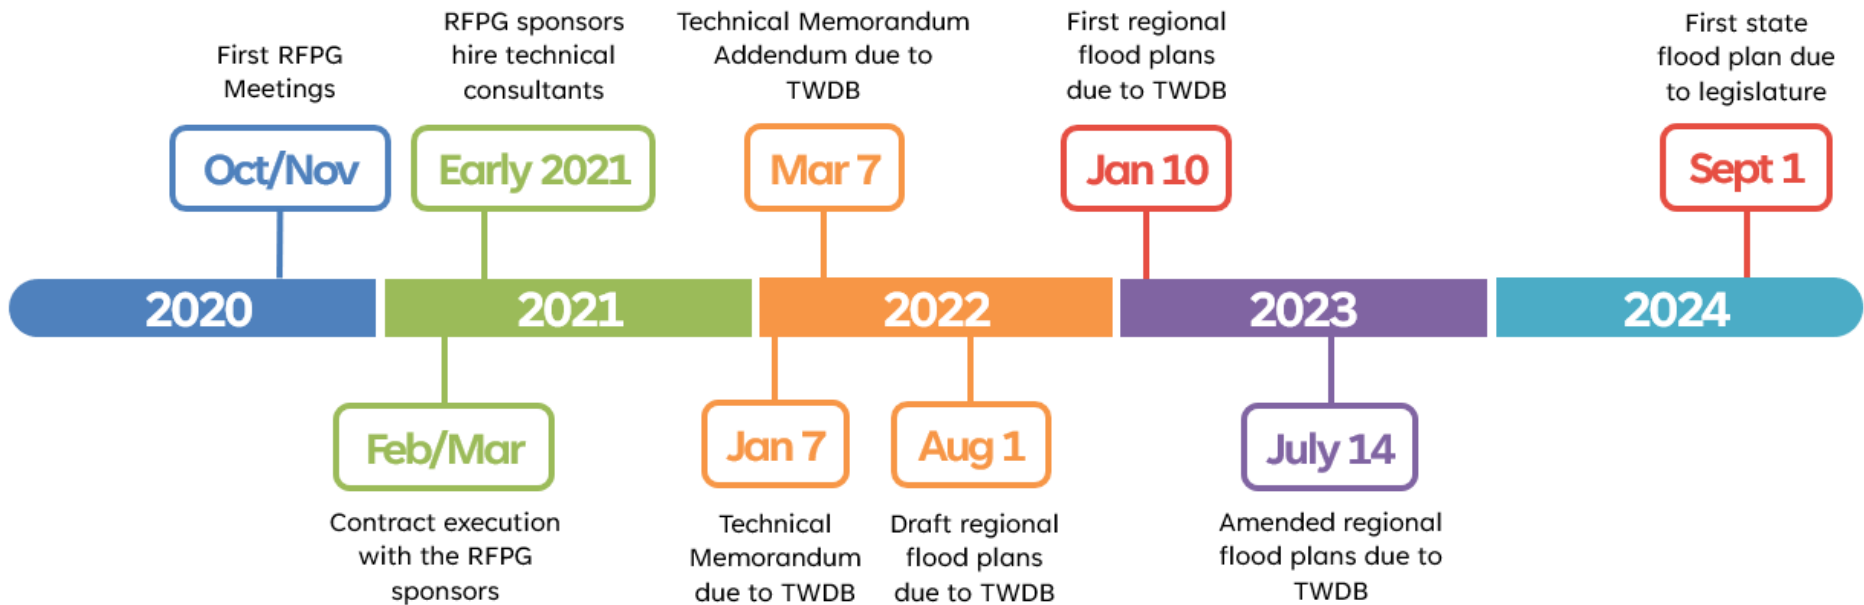 First RFPG
Meetings
Oct/Nov
RFPG sponsors
hire technical
consultants
Early 2021
Technical Memorandum
Addendum due to
TWDB
Mar 7
First regional
flood plans
due to TWDB
Jan 10
First state
flood plan due
to legislature
Sept 1
2020
2021
2022
2023
2024
Feb/Mar
Contract execution
with the RFPG
sponsors
Jan 7
Technical
Memorandum
due to TWDB
Aug 1
Draft regional
flood plans
due to TWDB
July 14
Amended regional
flood plans due to
TWDB